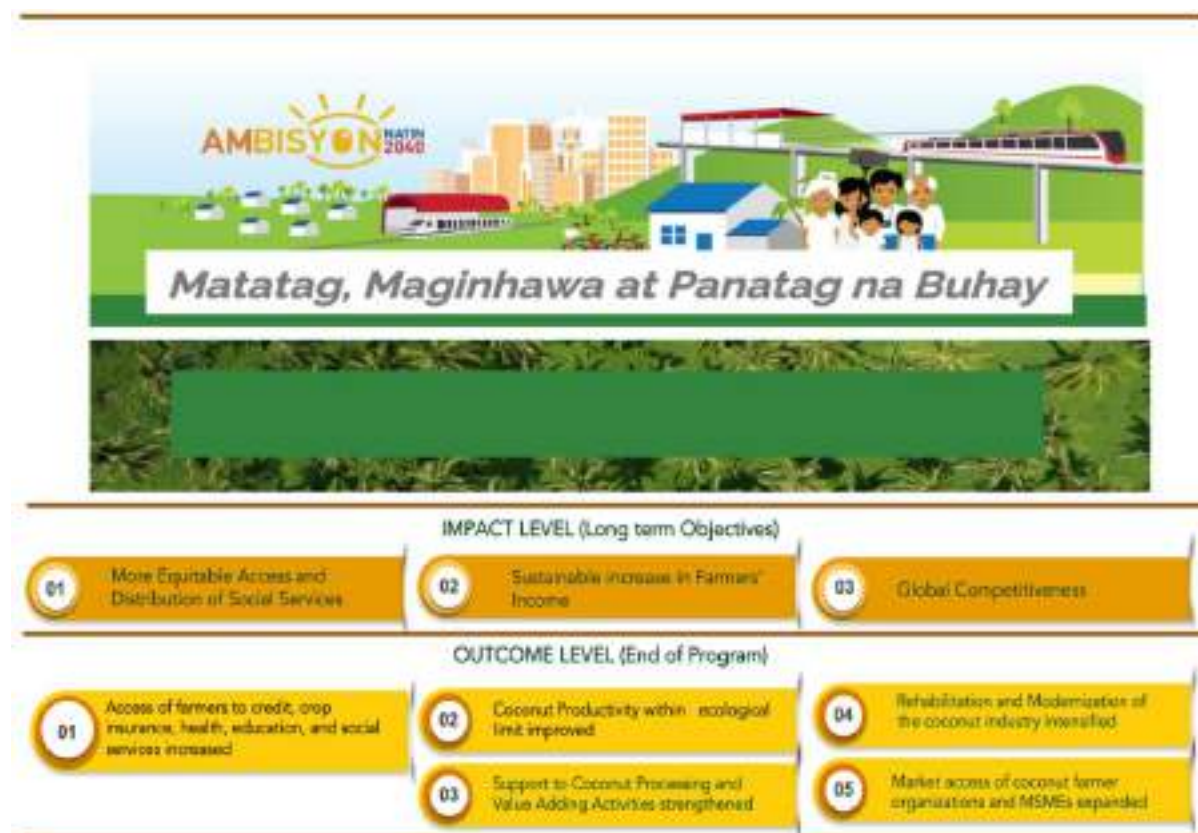 AMBISYON NATIN
2040
Matatag, Maginhawa at Panatag na Buhay
IMPACT LEVEL (Long term Objectives)
01
More Equitable Access and
Distribution of Social Services
02
Sustainable increase in Farmers'
Income
03
Global Competitiveness
OUTCOME LEVEL (End of Program)
01
Access of farmers to credit, crop
insurance, health, education, and social
services increased
02
Coconut Productivity within ecological
limit improved
03
Support to Coconut Processing and
Value Adding Activities strengthened
04
Rehabilitation and Modernization of
the coconut industry intensified
05
Market access of coconut farmer
organizations and MSMEs expanded